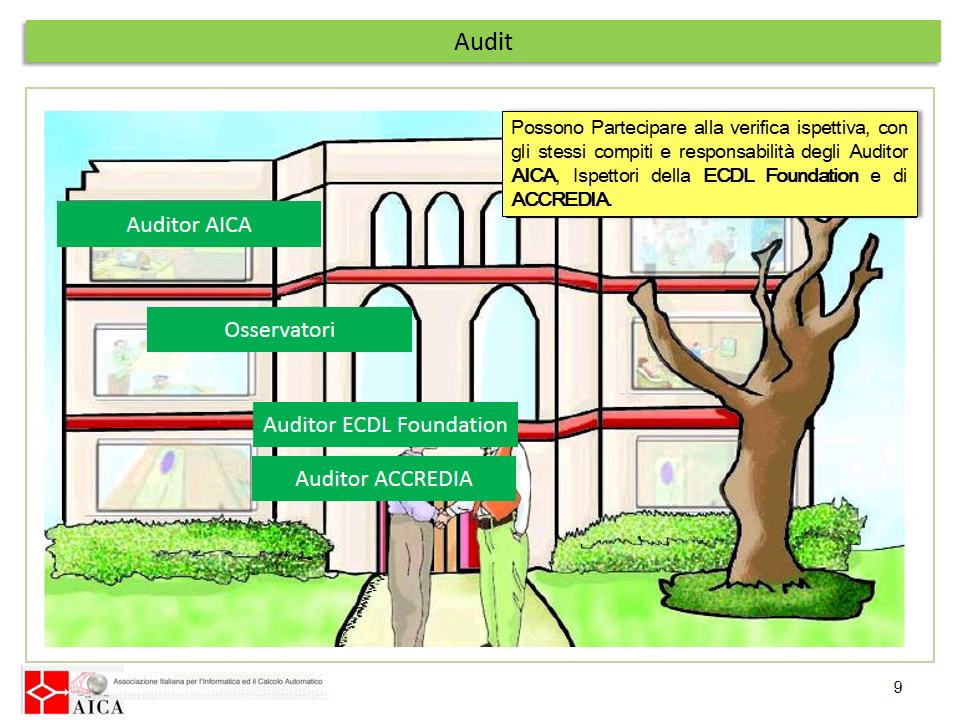 Audit
Possono Partecipare alla verifica ispettiva, con
gli stessi compiti e responsabilità degli Auditor
AICA, Ispettori della ECDL Foundation e di
ACCREDIA.
Auditor AICA
Osservatori
Auditor ECDL Foundation
Auditor ACCREDIA
Associazione Italiana per l'Informatica ed il Calcolo Automatico
AICA
9